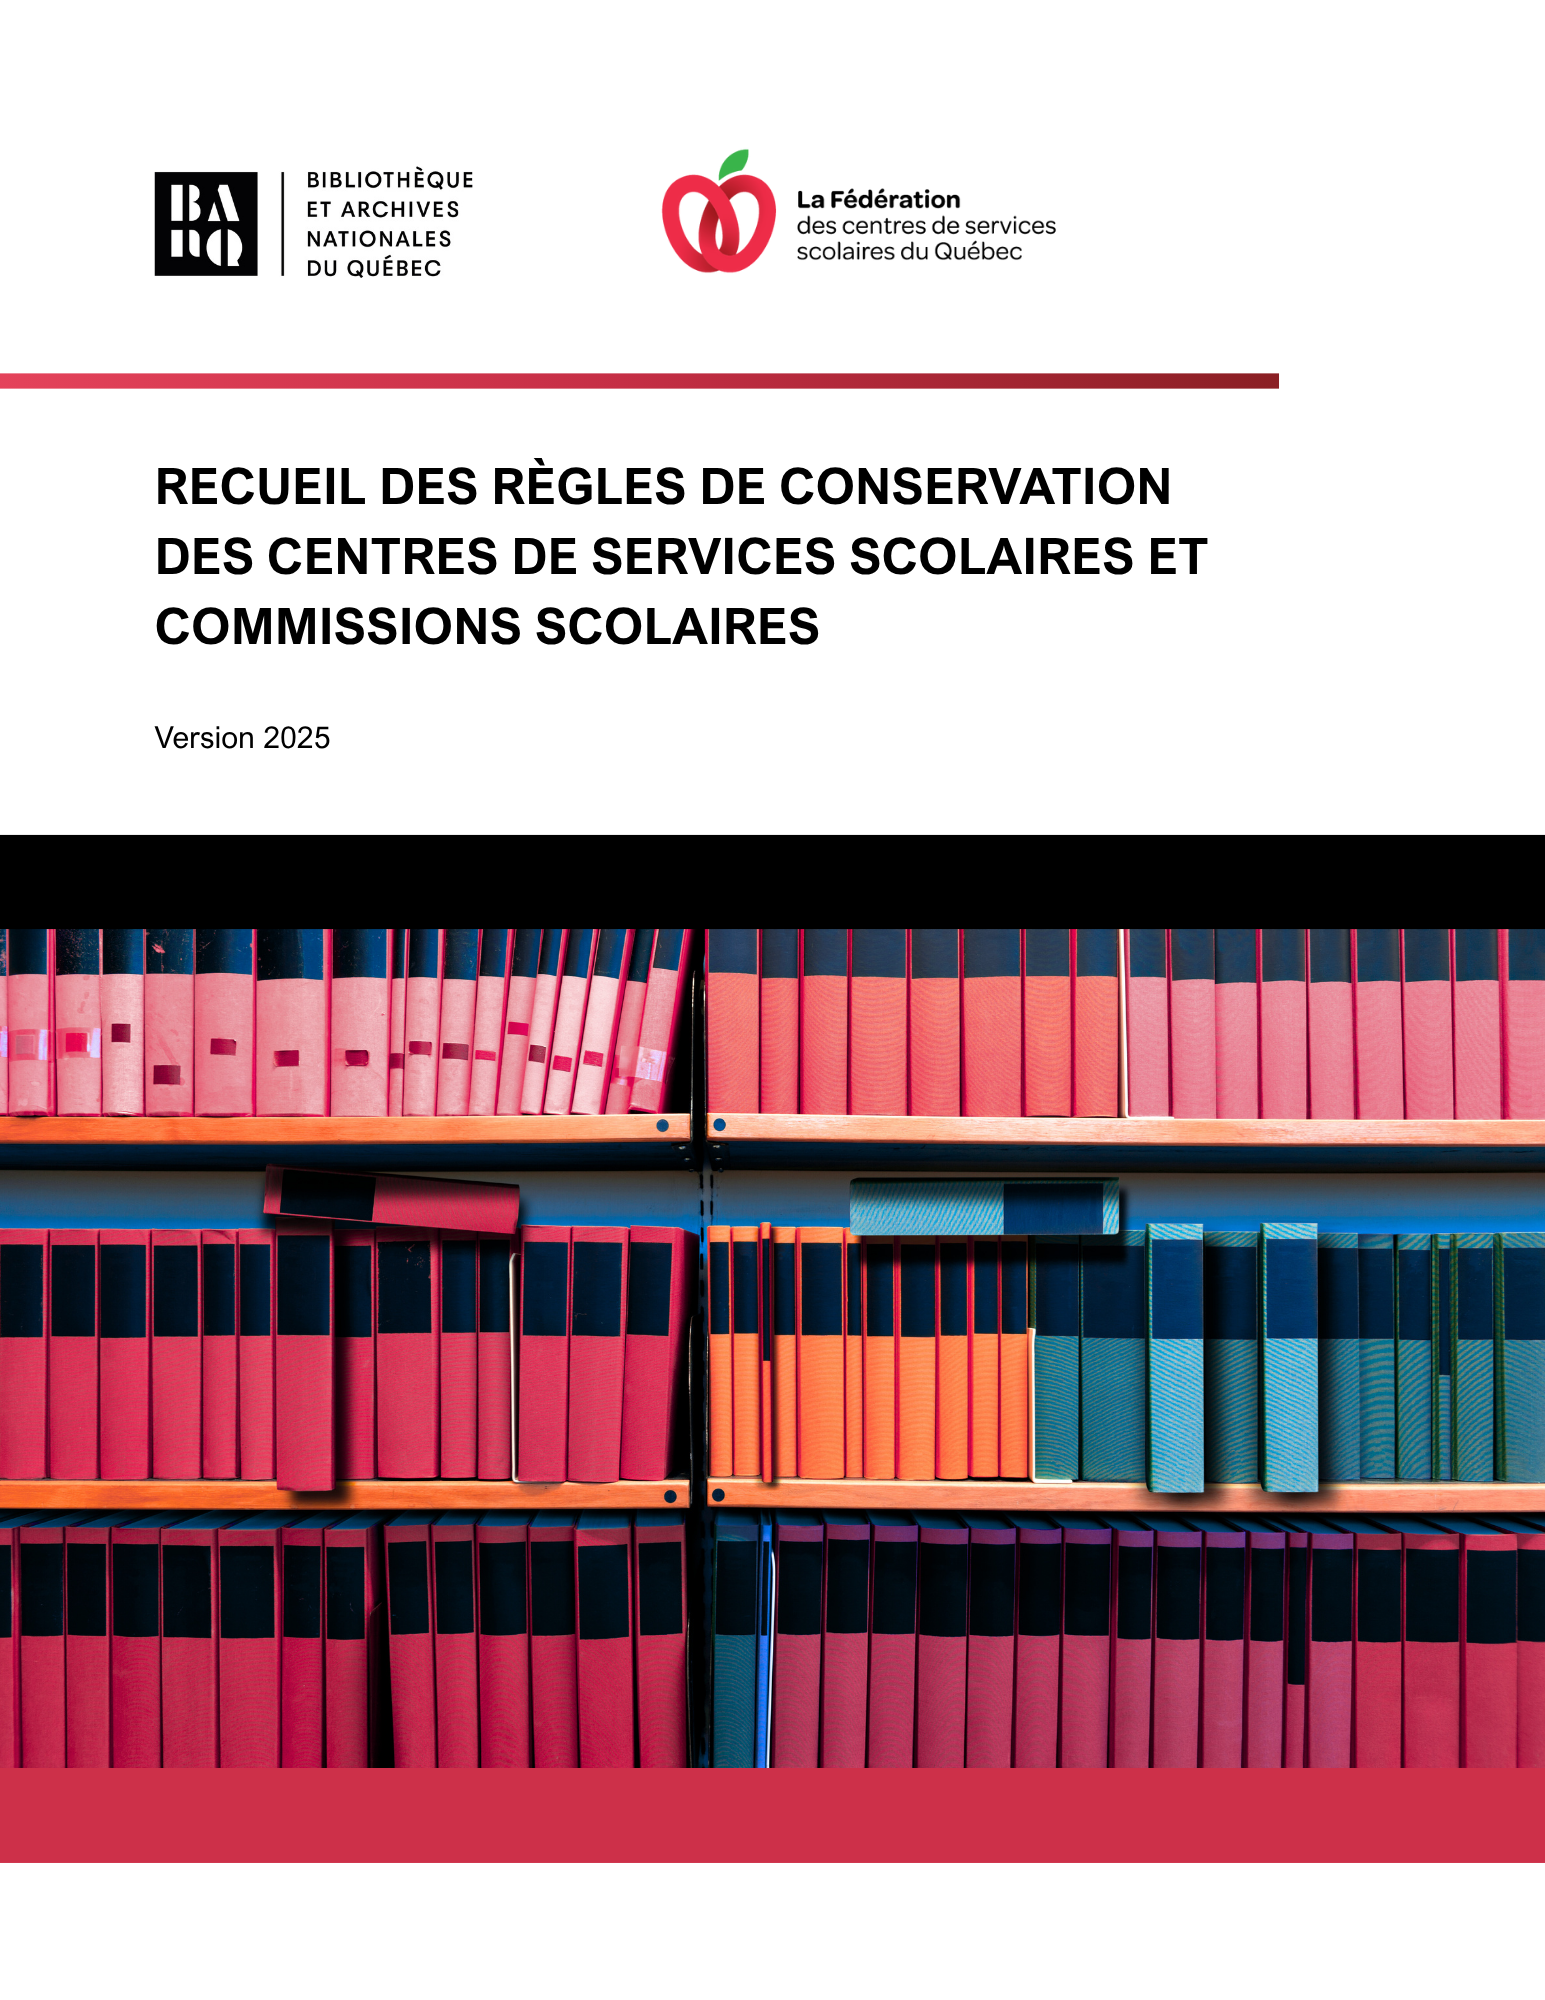 BA
NQ
BIBLIOTHÈQUE
ET ARCHIVES
NATIONALES
DU QUÉBEC
La Fédération
des centres de services
scolaires du Québec
RECUEIL DES RÈGLES DE CONSERVATION
DES CENTRES DE SERVICES SCOLAIRES ET
COMMISSIONS SCOLAIRES
Version 2025